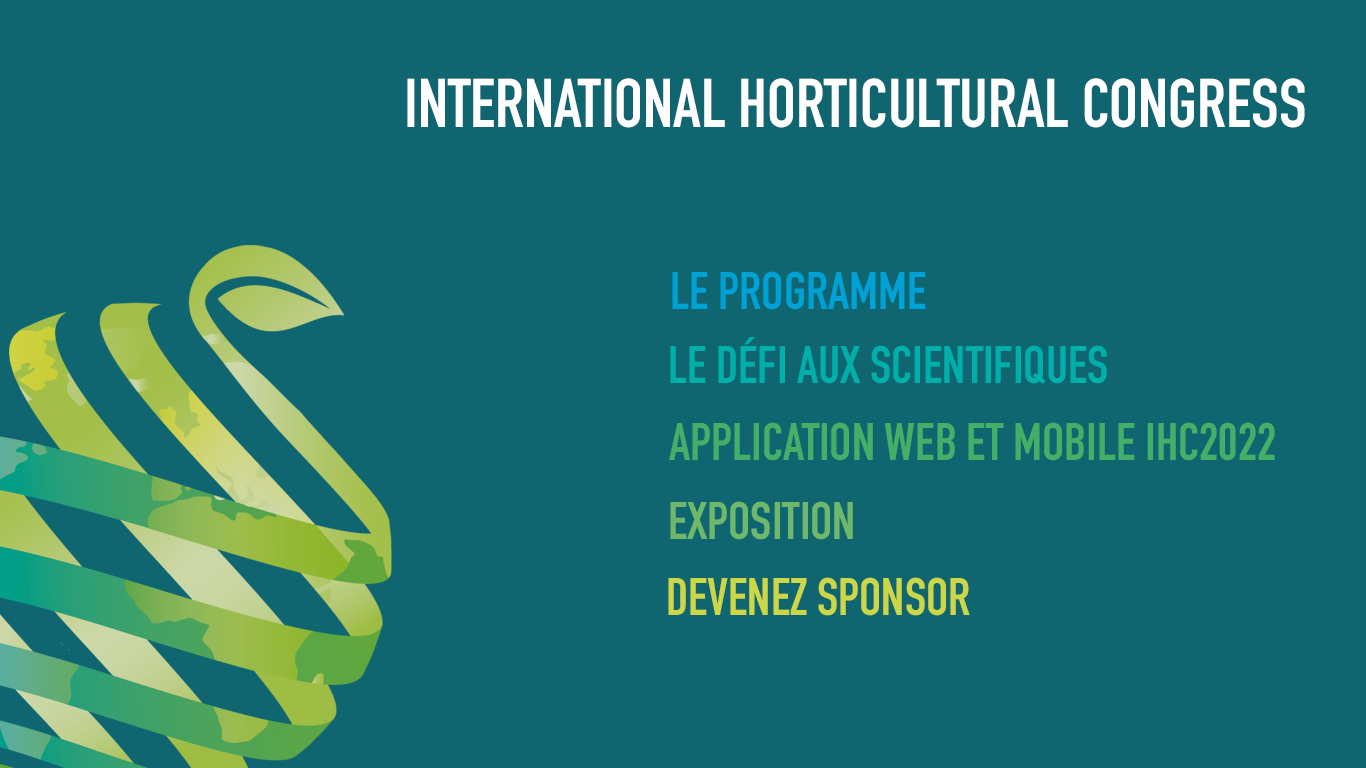 INTERNATIONAL HORTICULTURAL CONGRESS
LE PROGRAMME
LE DÉFI AUX SCIENTIFIQUES
APPLICATION WEB ET MOBILE IHC2022
EXPOSITION
DEVENEZ SPONSOR